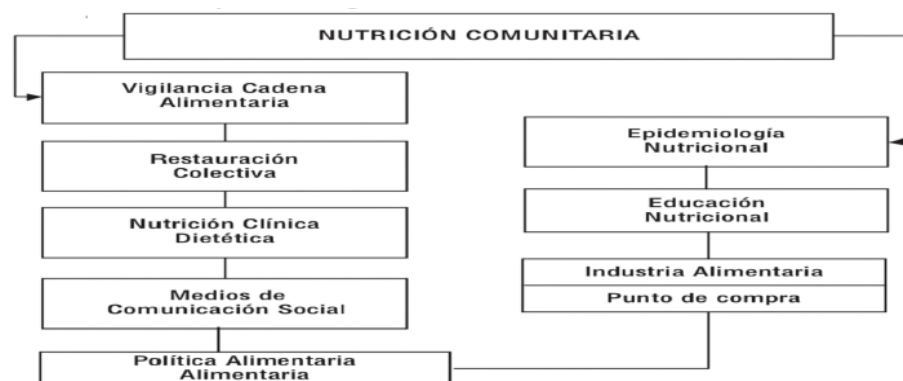 NUTRICIÓN COMUNITARIA
Vigilancia Cadena
Alimentaria
Restauración
Colectiva
Nutrición Clínica
Dietética
Medios de
Comunicación Social
Política Alimentaria
Alimentaria
Epidemiología
Nutricional
Educación
Nutricional
Industria Alimentaria
Punto de compra